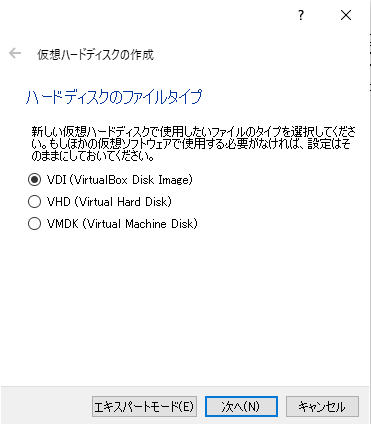 ?
仮想ハードディスクの作成
ハードディスクのファイルタイプ
新しい仮想ハードディスクで使用したいファイルのタイプを選択してくださ
い。もしほかの仮想ソフトウェアで使用する必要がなければ、設定はそ
のままにしておいてください。
VDI (VirtualBox Disk Image)
VHD (Virtual Hard Disk)
VMDK (Virtual Machine Disk)
エキスパートモード(E) 次へ(N) キャンセル